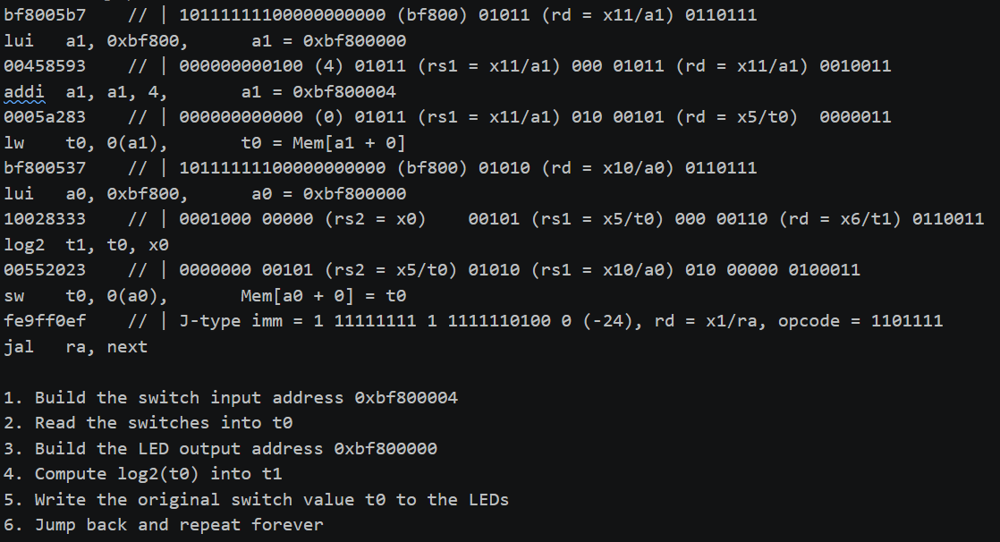 bf8005b7    // | 10111111100000000000 (bf800) 01011 (rd = x11/a1) 0110111
lui   a1, 0xbf800,      a1 = 0xbf800000
00458593    // | 000000000100 (4) 01011 (rs1 = x11/a1) 000 01011 (rd = x11/a1) 0010011
addi  a1, a1, 4,       a1 = 0xbf800004
0005a283    // | 000000000000 (0) 01011 (rs1 = x11/a1) 010 00101 (rd = x5/t0)  0000011
lw    t0, 0(a1),       t0 = Mem[a1 + 0]
bf800537    // | 10111111100000000000 (bf800) 01010 (rd = x10/a0) 0110111
lui   a0, 0xbf800,      a0 = 0xbf800000
10028333    // | 0001000 00000 (rs2 = x0)    00101 (rs1 = x5/t0) 000 00110 (rd = x6/t1) 0110011
log2  t1, t0, x0
00552023    // | 0000000 00101 (rs2 = x5/t0) 01010 (rs1 = x10/a0) 010 00000 0100011
sw    t0, 0(a0),       Mem[a0 + 0] = t0
fe9ff0ef    // | J-type imm = 1 11111111 1 1111110100 0 (-24), rd = x1/ra, opcode = 1101111
jal   ra, next
1. Build the switch input address 0xbf800004
2. Read the switches into t0
3. Build the LED output address 0xbf800000
4. Compute log2(t0) into t1
5. Write the original switch value t0 to the LEDs
6. Jump back and repeat forever